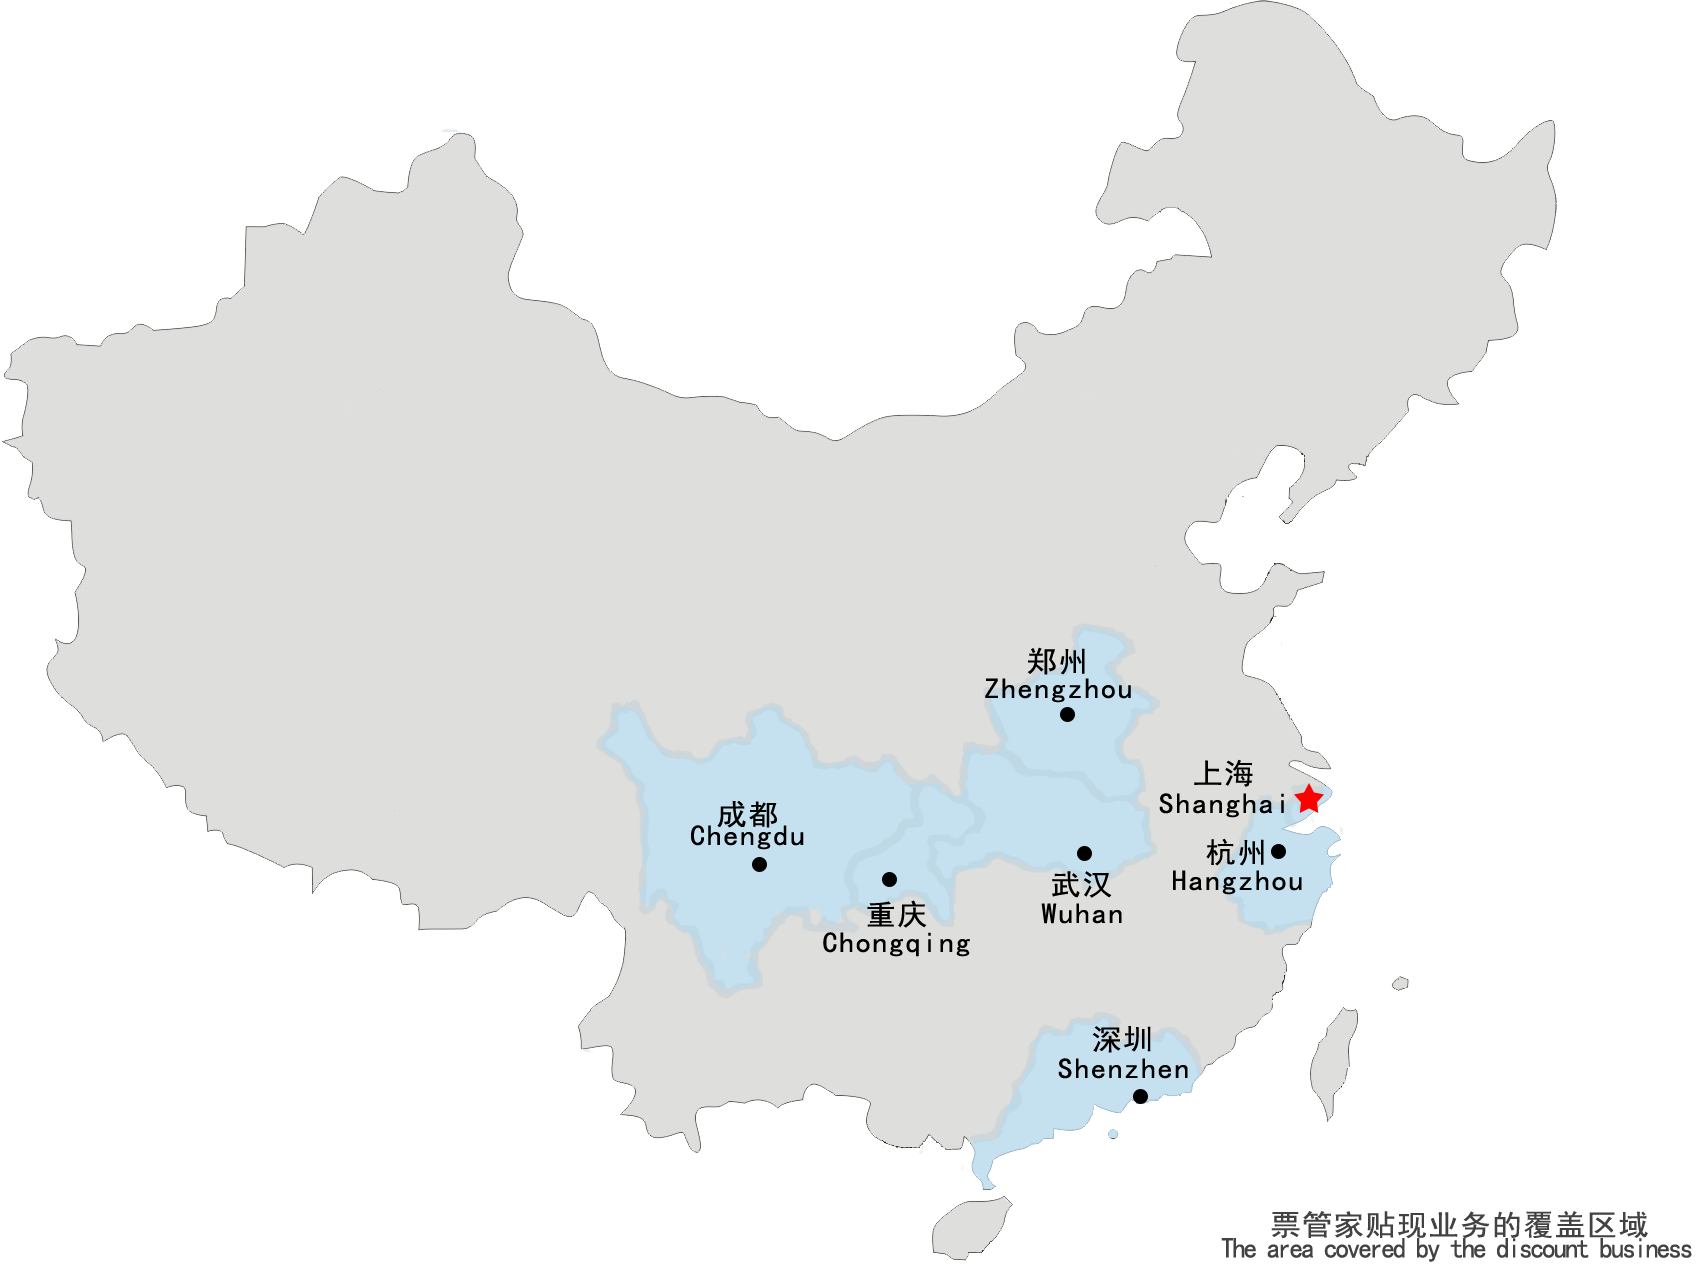 郑州
Zhengzhou
上海
Shanghai
成都
Chengdu
杭州
Hangzhou
武汉
Wuhan
重庆
Chongqing
深圳
Shenzhen
票管家贴现业务的覆盖区域
The area covered by the discount business